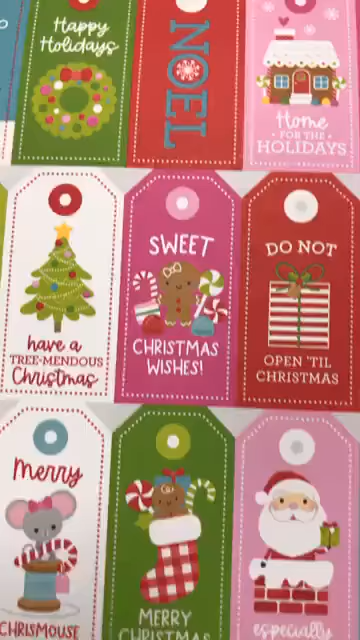 Happy
Holidays
NOEL
Home
FOR THE
HOLIDAYS
have a
TREE-MENDOUS
Christmas
SWEET
CHRISTMAS
WISHES!
DO NOT
OPEN 'TIL
CHRISTMAS
Merry
CHRISMOUSE
MERRY
CHRISTMAS
especially